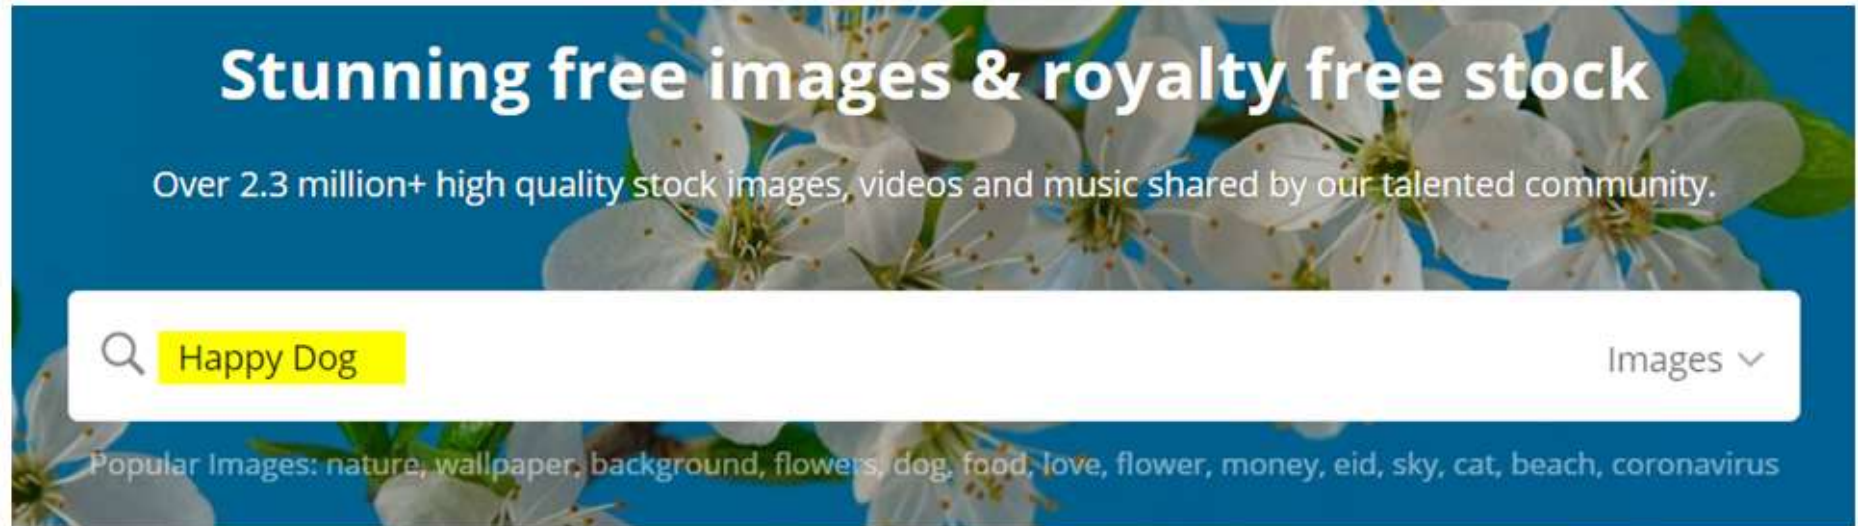 Stunning free images & royalty free stock
Over 2.3 million+ high quality stock images, videos and music shared by our talented community.
Happy Dog
Images
Popular Images: nature, wallpaper, background, flowers, dog, food, love, flower, money, eid, sky, cat, beach, coronavirus